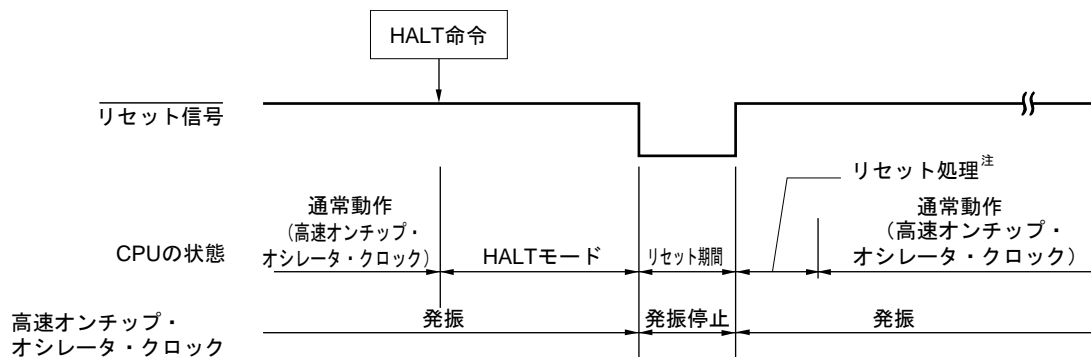 HALT命令
リセット信号
リセット処理注
通常動作
(高速オンチップ・
オシレータ・クロック)
通常動作
(高速オンチップ・
オシレータ・クロック)
CPUの状態
HALTモード
リセット期間
高速オンチップ・
オシレータ・クロック
発振
発振停止
発振